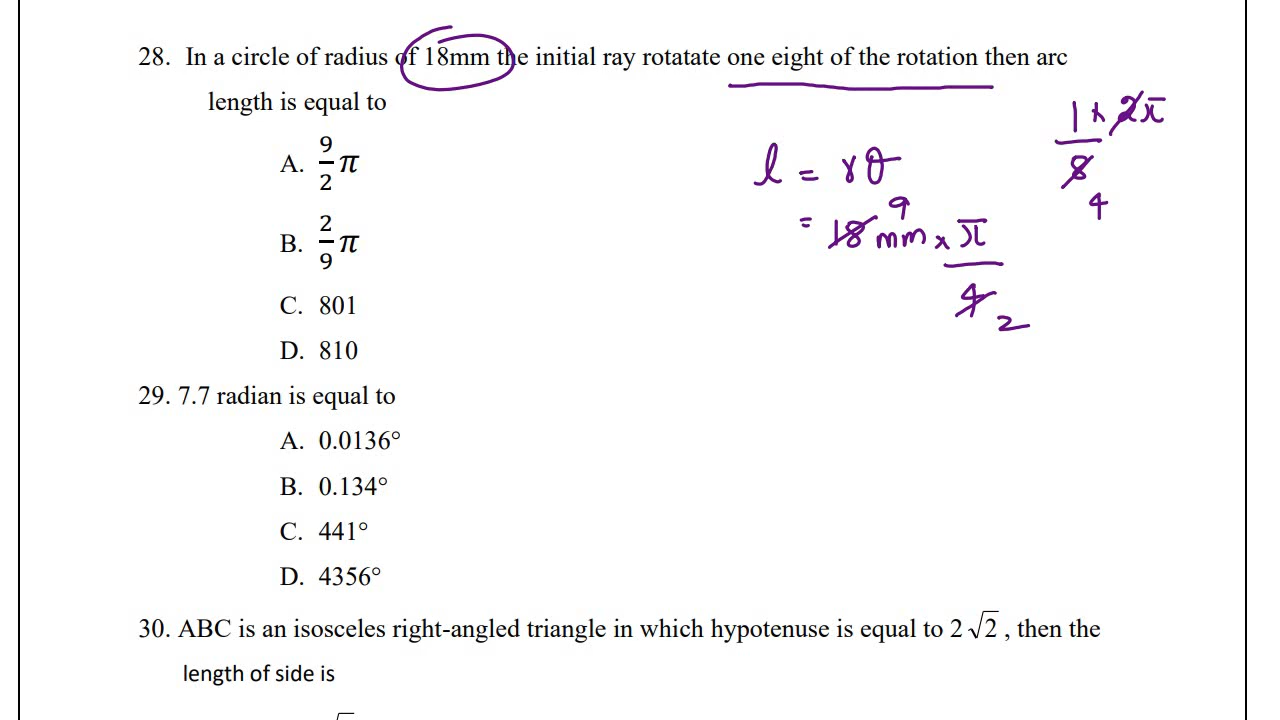 28. In a circle of radius of 18mm the initial ray rotatate one eight of the rotation then arc
length is equal to
A. 9/2 π
B. 2/9 π
C. 801
D. 810
l = rθ
= 18 9 mm × π/4 2
1 × 2π / 8 4
29. 7.7 radian is equal to
A. 0.0136°
B. 0.134°
C. 441°
D. 4356°
30. ABC is an isosceles right-angled triangle in which hypotenuse is equal to 2√2 , then the
length of side is